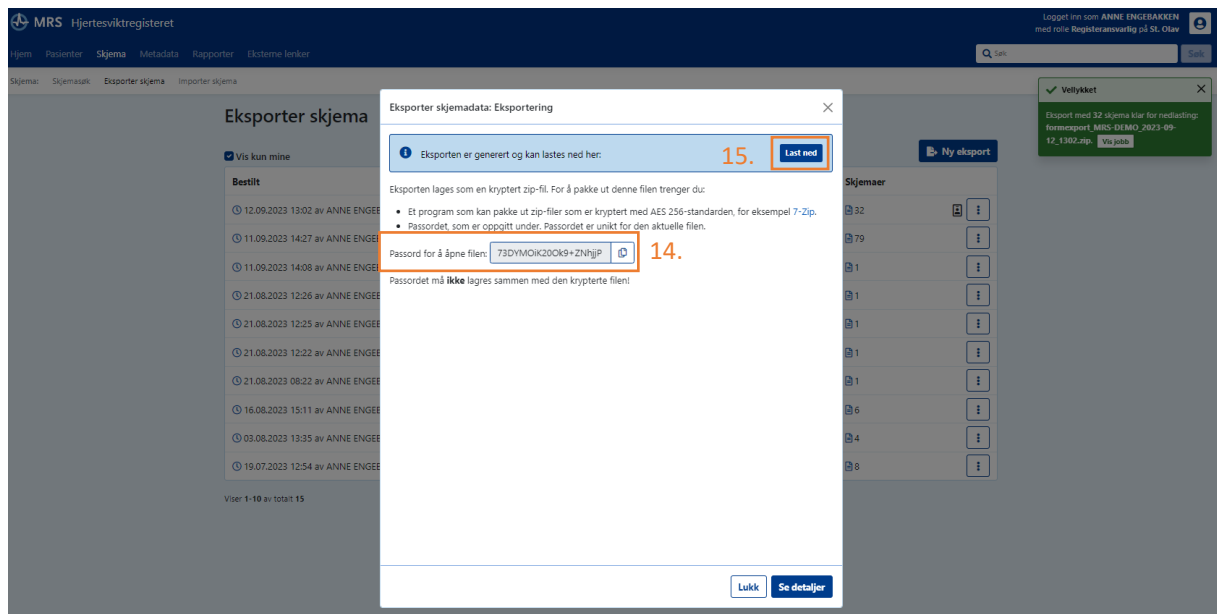 MRS Hjertesviktregisteret
Logget inn som ANNE ENGEBAKKEN
med rolle Registeransvarlig på St. Olav
Hjem Pasienter Skjema Metadata Rapporter Eksterne lenker
Søk Søk
Skjema: Skjemasøk Eksporter skjema Importer skjema
Vellykket
Eksport med 32 skjema klar for nedlasting:
formexport_MRS-DEMO_2023-09-
12_1302.zip. Vis jobb
Eksporter skjema
Vis kun mine
Ny eksport
Bestilt Skjemaer
12.09.2023 13:02 av ANNE ENGEE 32
11.09.2023 14:27 av ANNE ENGEE 79
11.09.2023 14:08 av ANNE ENGEE 1
21.08.2023 12:26 av ANNE ENGEE 1
21.08.2023 12:25 av ANNE ENGEE 1
21.08.2023 12:22 av ANNE ENGEE 1
21.08.2023 08:22 av ANNE ENGEE 1
16.08.2023 15:11 av ANNE ENGEE 6
03.08.2023 13:35 av ANNE ENGEE 4
19.07.2023 12:54 av ANNE ENGEE 8
Viser 1-10 av totalt 15
Eksporter skjemadata: Eksportering
Eksporten er generert og kan lastes ned her: 15. Last ned
Eksporten lages som en kryptert zip-fil. For å pakke ut denne filen trenger du:
• Et program som kan pakke ut zip-filer som er kryptert med AES 256-standarden, for eksempel 7-Zip.
• Passordet, som er oppgitt under. Passordet er unikt for den aktuelle filen.
Passord for å åpne filen: 73DYMOiK20Ok9+ZNhjjP 14.
Passordet må ikke lagres sammen med den krypterte filen!
Lukk Se detaljer